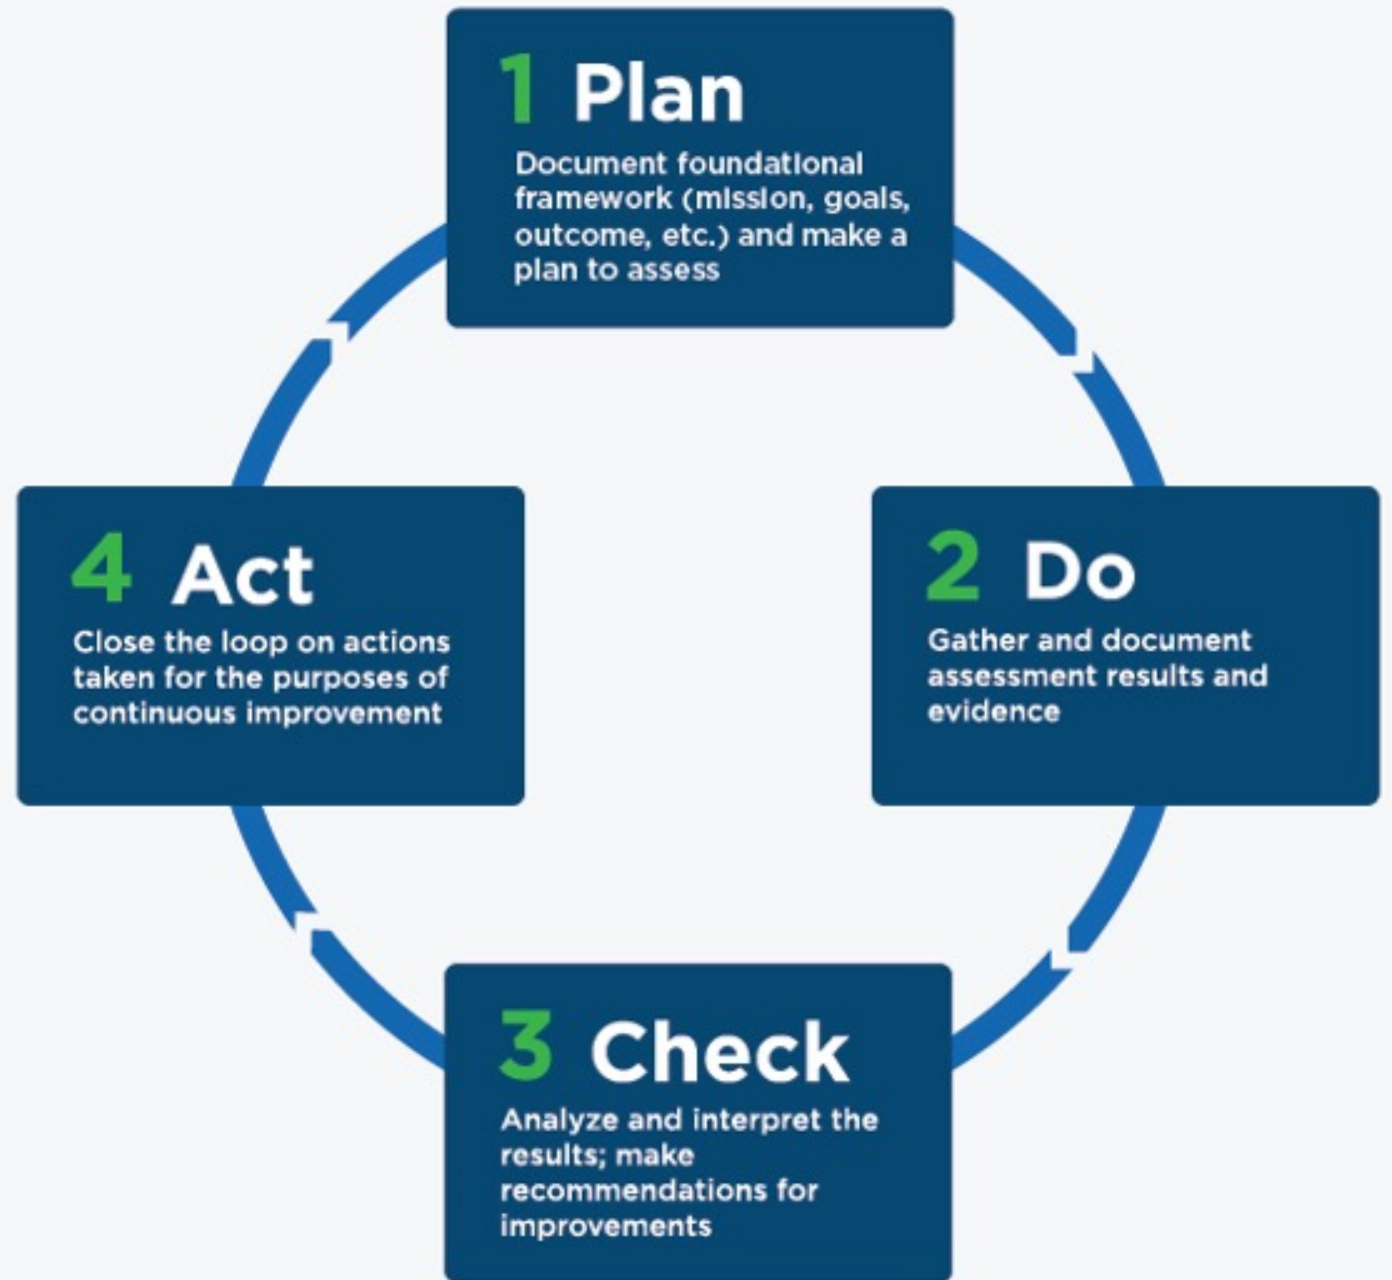 1 Plan
Document foundational
framework (mission, goals,
outcome, etc.) and make a
plan to assess
2 Do
Gather and document
assessment results and
evidence
3 Check
Analyze and interpret the
results; make
recommendations for
improvements
4 Act
Close the loop on actions
taken for the purposes of
continuous improvement